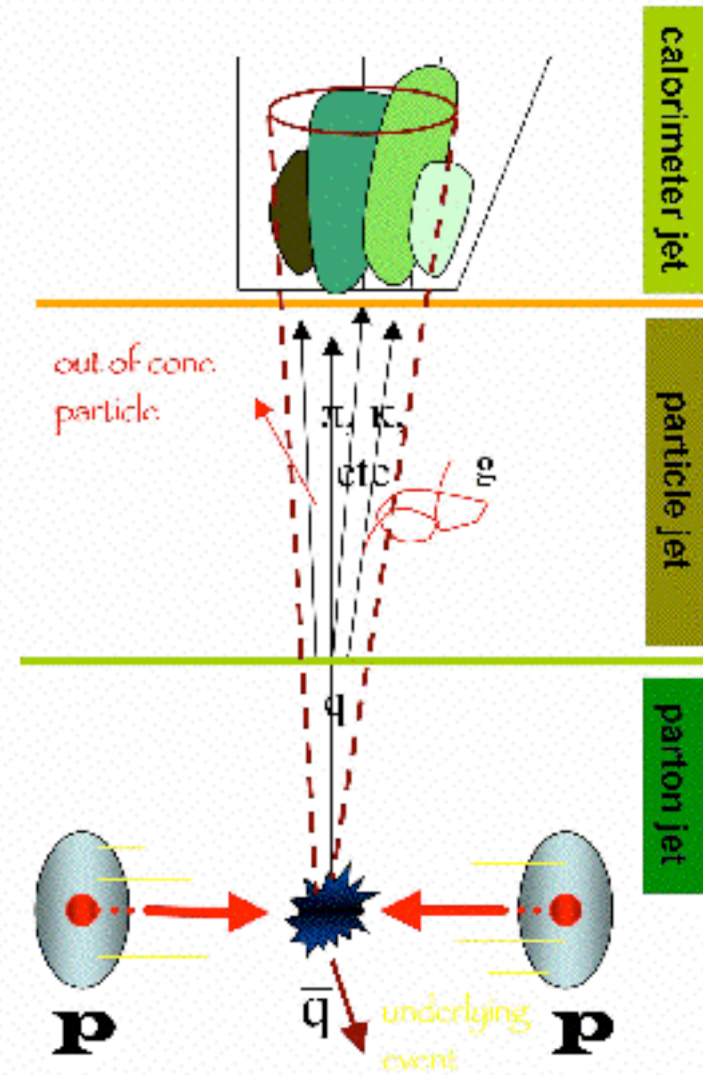 calorimeter jet
out of cone
particle
π, κ,
etc
g
particle jet
q
parton jet
p
q̅
underlying
event
p